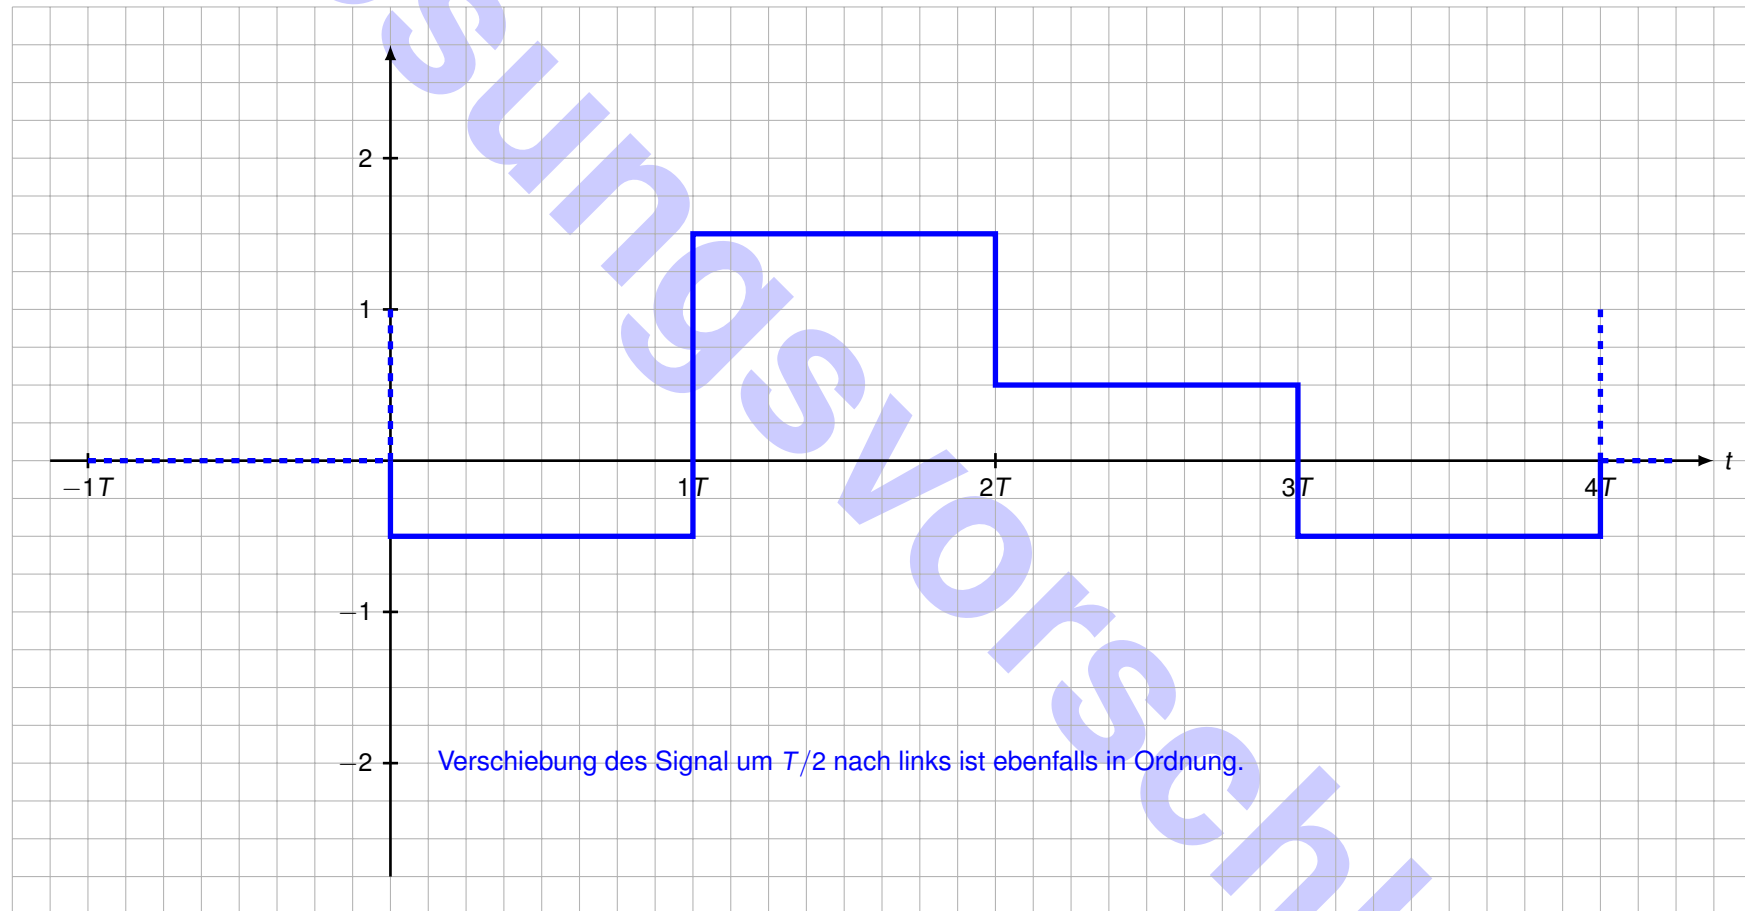 2
1
t
−1T
1T
2T
3T
4T
−1
−2
Verschiebung des Signal um T/2 nach links ist ebenfalls in Ordnung.
sungsvorschl